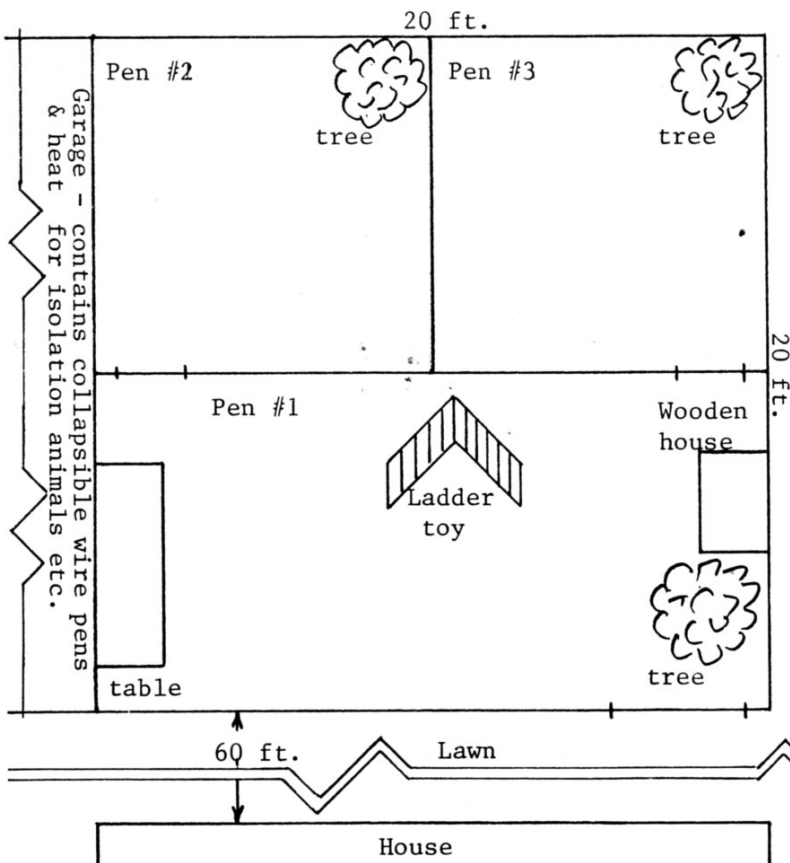 20 ft.
Pen #2
Pen #3
tree
tree
Garage - contains collapsible wire pens
& heat for isolation animals etc.
20 ft.
Pen #1
Wooden
house
Ladder
toy
tree
table
60 ft.
Lawn
House